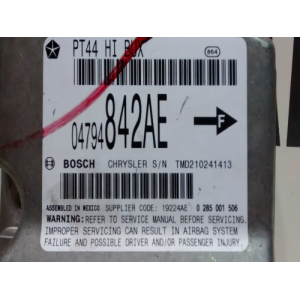 PT44 HI BUX
864
04794842AE
F
BOSCH CHRYSLER S/N TMD210241413
ASSEMBLED IN MEXICO SUPPLIER CODE: 19224AE 0 285 001 506
WARNING: REFER TO SERVICE MANUAL BEFORE SERVICING
IMPROPER SERVICING CAN RESULT IN AIRBAG SYSTEM
FAILURE AND POSSIBLE DRIVER AND/OR PASSENGER INJURY.